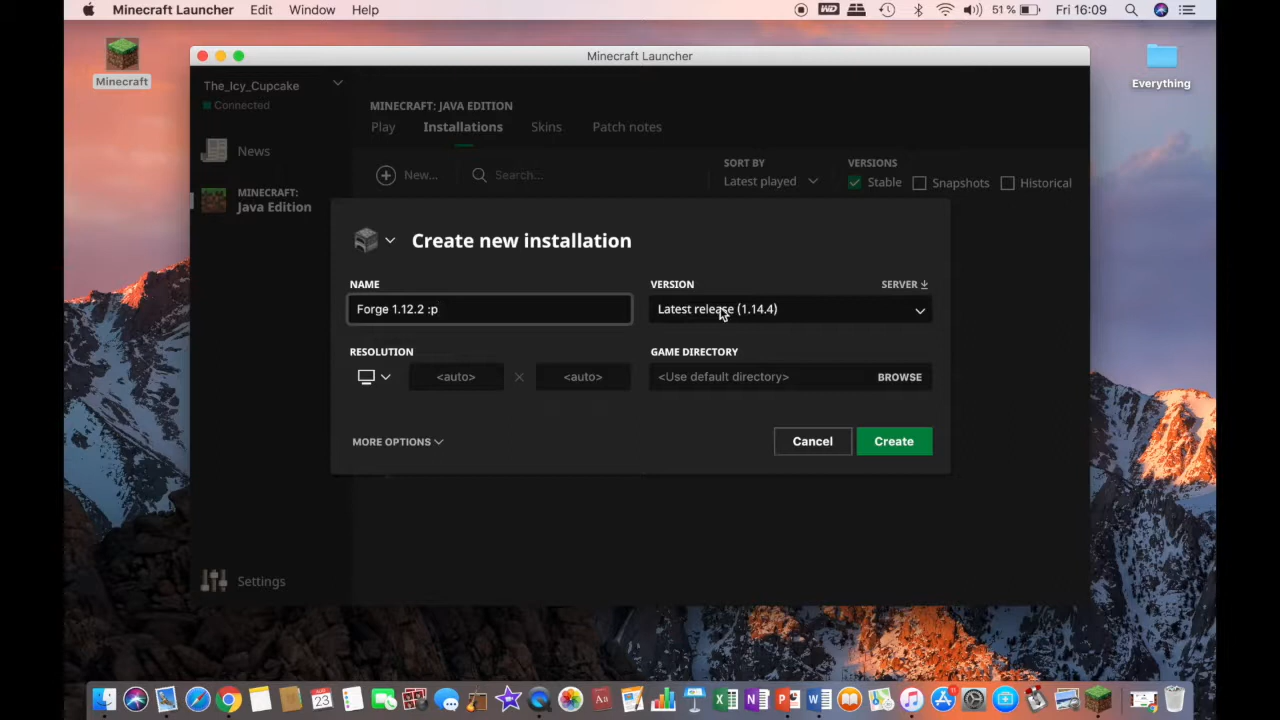 Minecraft Launcher Edit Window Help
WD 51 % Fri 16:09
Minecraft
Everything
Minecraft Launcher
The_Icy_Cupcake
Connected
News
MINECRAFT:
Java Edition
Settings
MINECRAFT: JAVA EDITION
Play Installations Skins Patch notes
New... Search...
SORT BY
Latest played
VERSIONS
Stable Snapshots Historical
Create new installation
NAME
Forge 1.12.2 :p
VERSION SERVER
Latest release (1.14.4)
RESOLUTION
<auto> <auto>
GAME DIRECTORY
<Use default directory> BROWSE
MORE OPTIONS
Cancel Create
23